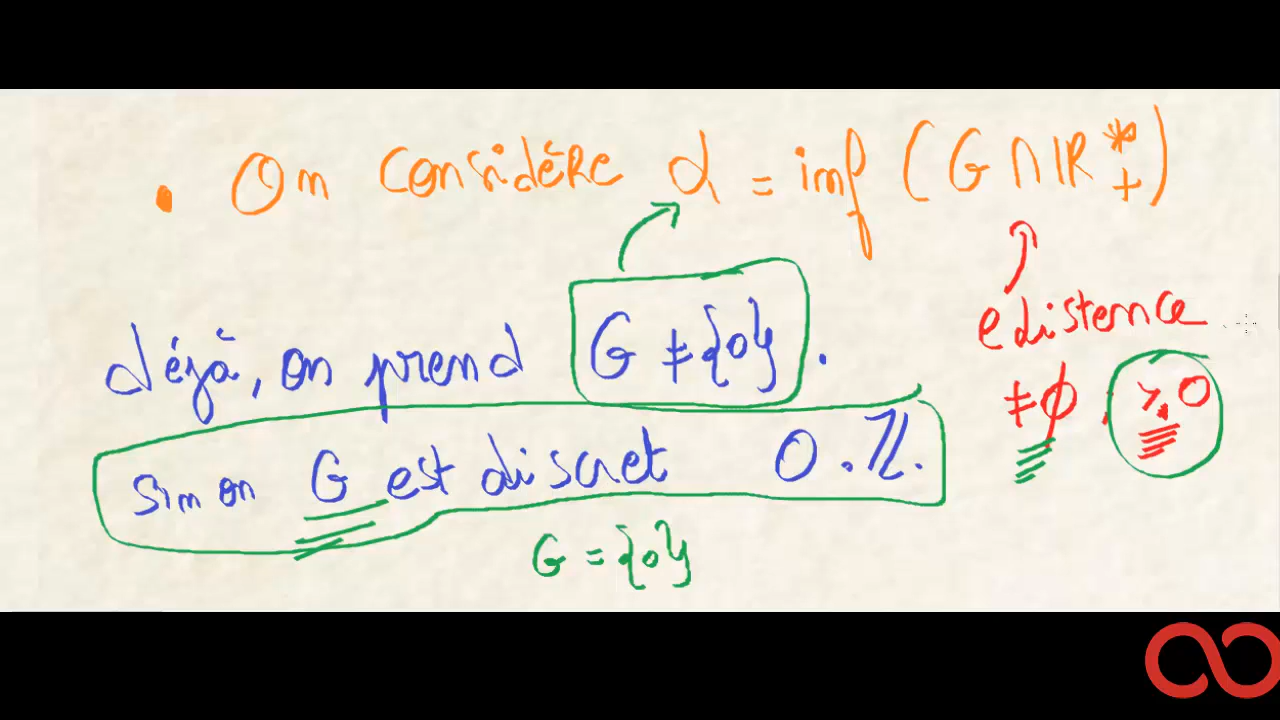 • On considère α = inf (G ∩ ℝ*₊)
déjà, on prend G ≠ {0}.
existence
≠ ∅, ≥ 0
sinon G est discret 0.ℤ.
G = {0}